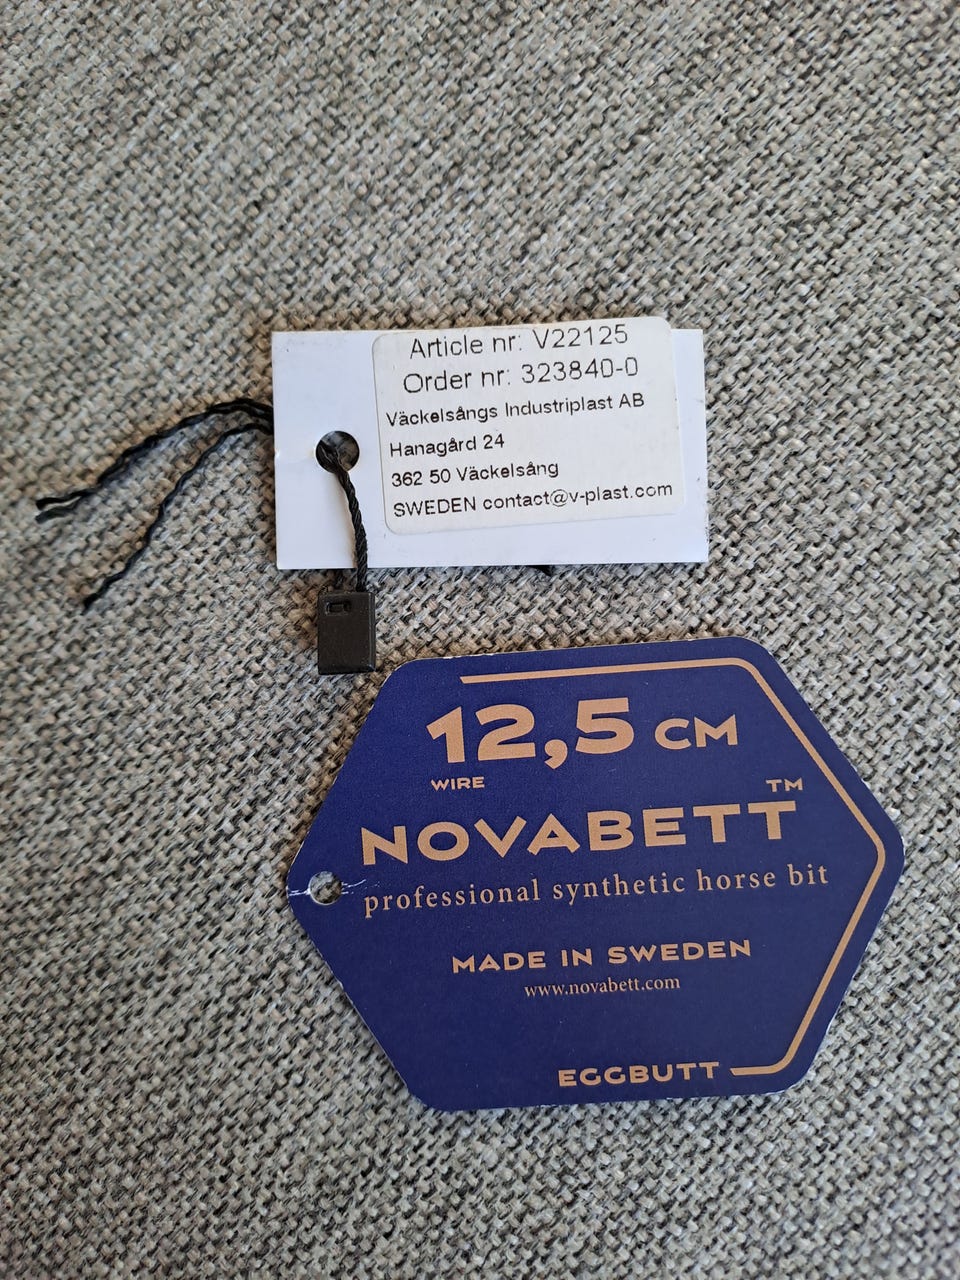 Article nr: V22125
Order nr: 323840-0
Väckelsångs Industriplast AB
Hanagård 24
362 50 Väckelsång
SWEDEN contact@v-plast.com
12,5 CM
WIRE
NOVABETT™
professional synthetic horse bit
MADE IN SWEDEN
www.novabett.com
EGGBUTT